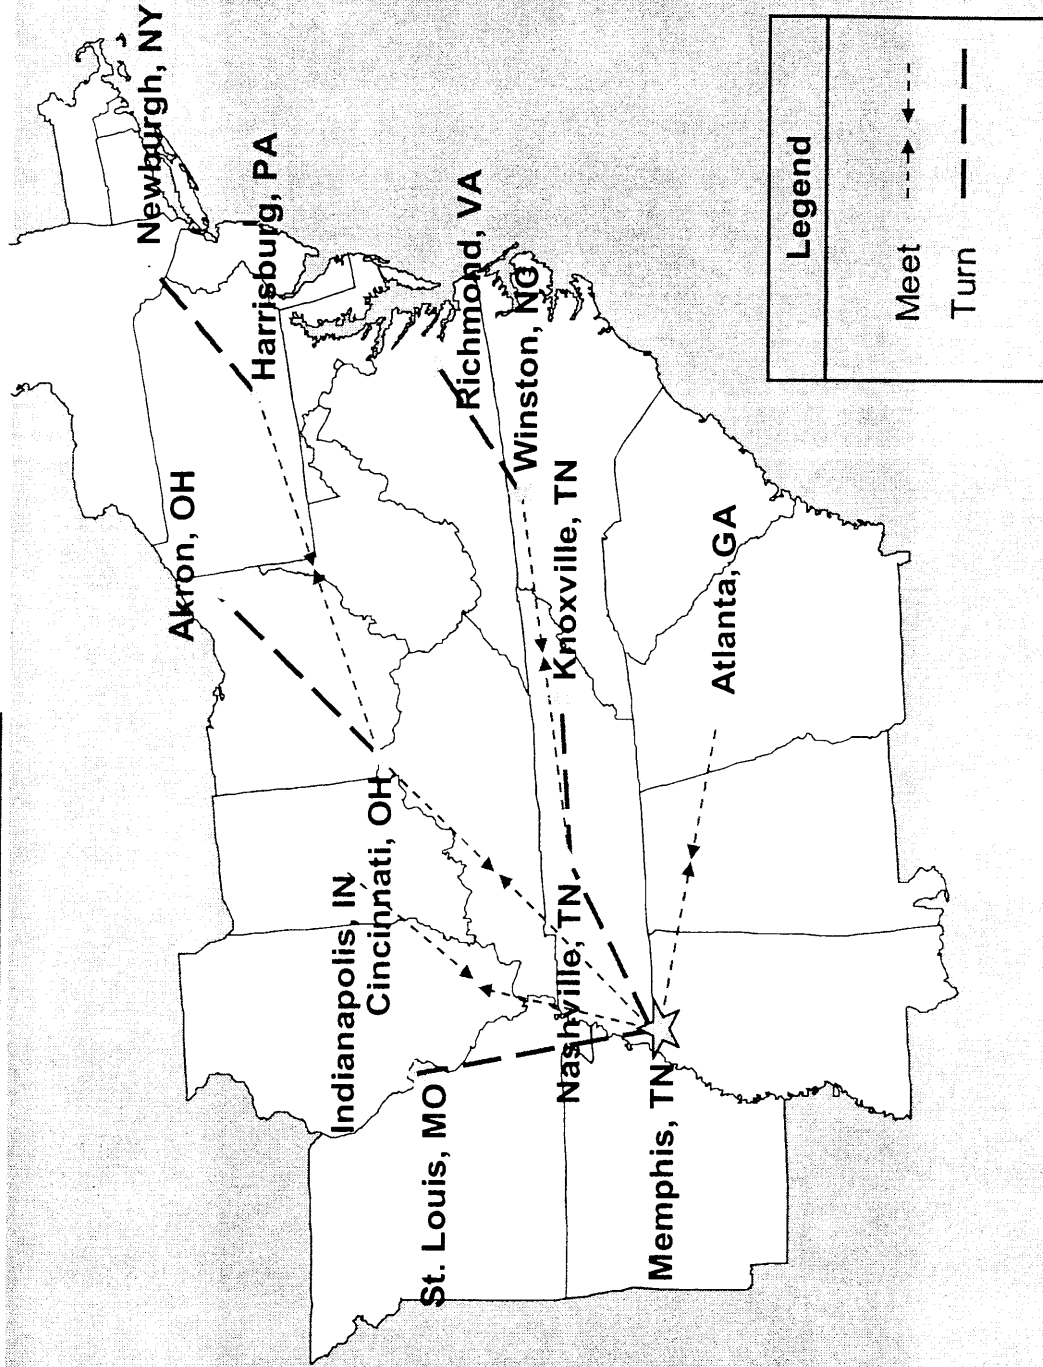 Newburgh, NY
Akron, OH
Harrisburg, PA
Indianapolis, IN
Cincinnati, OH
St. Louis, MO
Richmond, VA
Winston, NC
Knoxville, TN
Nashville, TN
Memphis, TN
Atlanta, GA
Legend
Meet
Turn